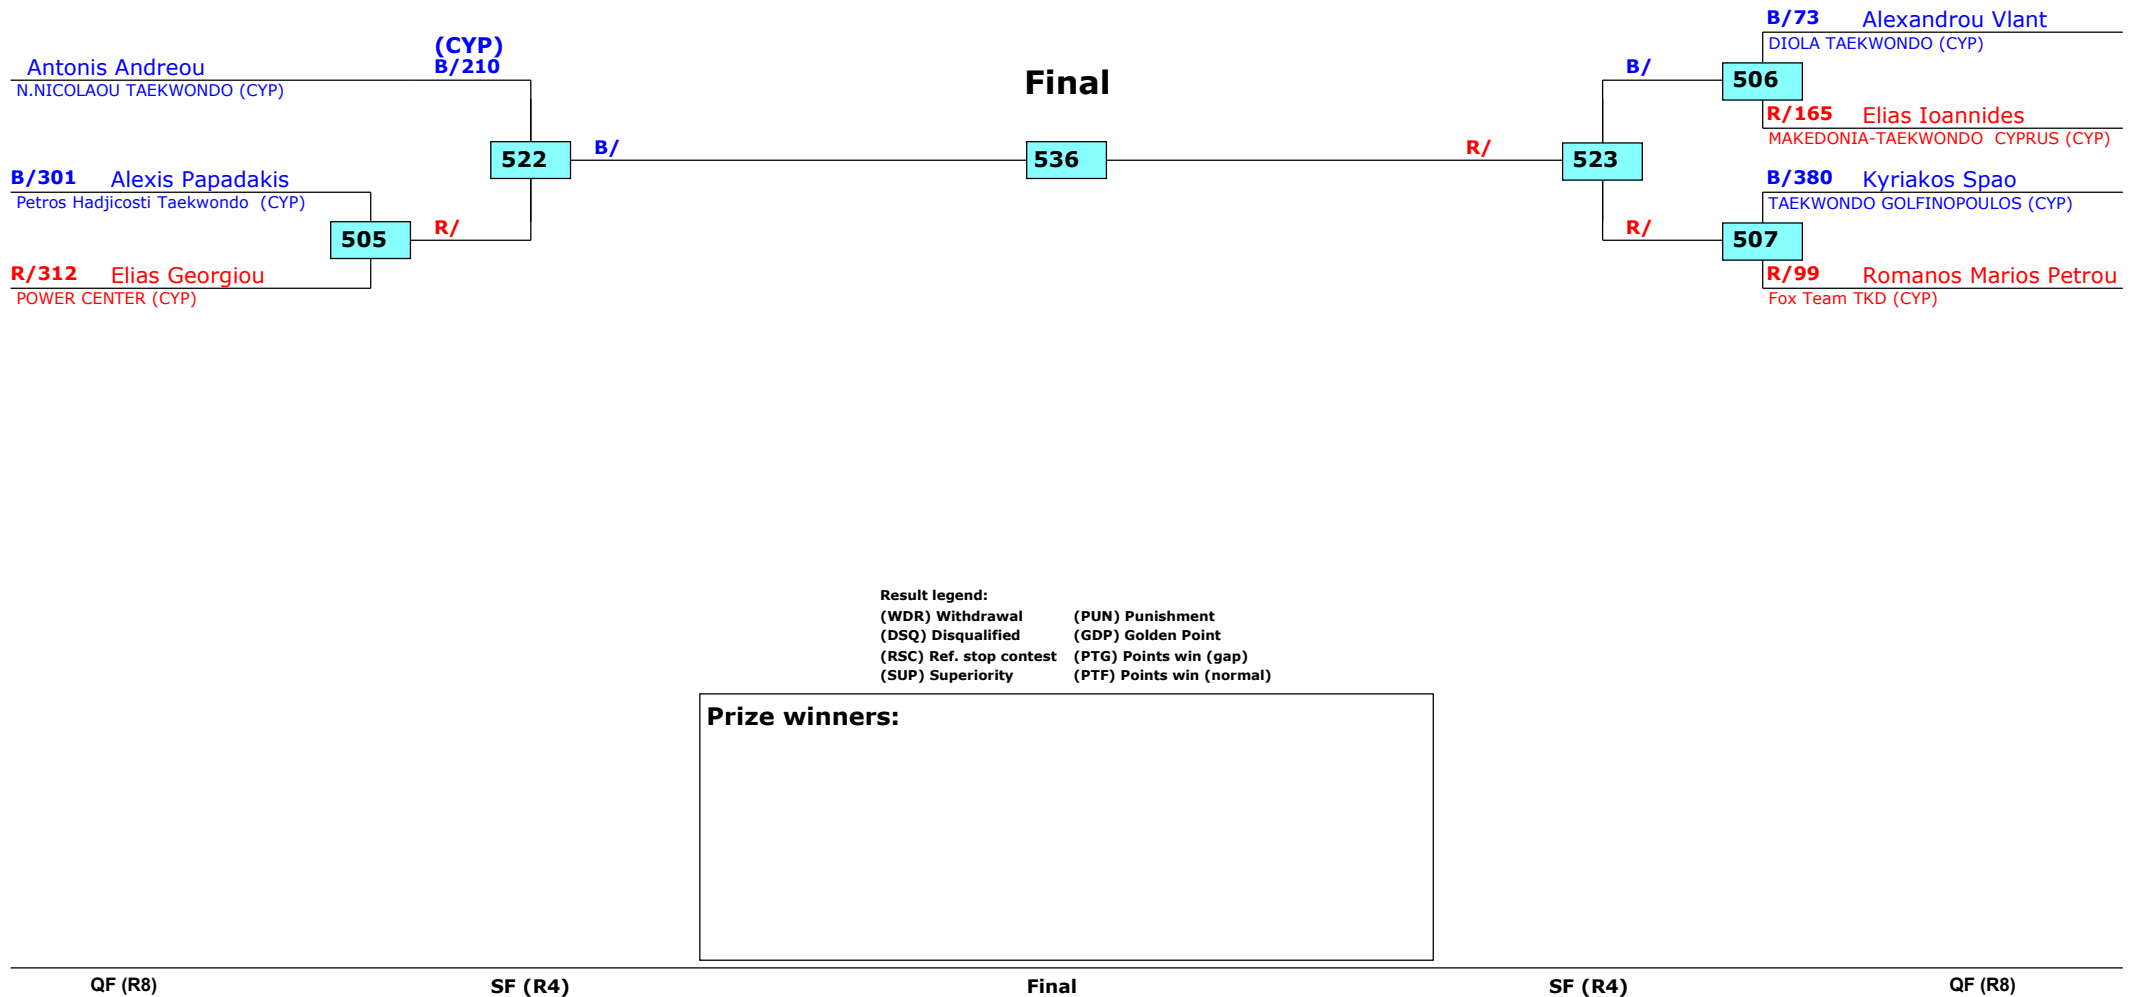 (CYP)
Antonis Andreou B/210
N.NICOLAOU TAEKWONDO (CYP)
522
B/301 Alexis Papadakis
Petros Hadjicosti Taekwondo (CYP)
505
R/
R/312 Elias Georgiou
POWER CENTER (CYP)
Final
B/
536
R/
B/73 Alexandrou Vlant
DIOLA TAEKWONDO (CYP)
B/
506
R/165 Elias Ioannides
MAKEDONIA-TAEKWONDO CYPRUS (CYP)
523
B/380 Kyriakos Spao
TAEKWONDO GOLFINOPOULOS (CYP)
R/
507
R/99 Romanos Marios Petrou
Fox Team TKD (CYP)
Result legend:
(WDR) Withdrawal (PUN) Punishment
(DSQ) Disqualified (GDP) Golden Point
(RSC) Ref. stop contest (PTG) Points win (gap)
(SUP) Superiority (PTF) Points win (normal)
Prize winners:
QF (R8) SF (R4) Final SF (R4) QF (R8)